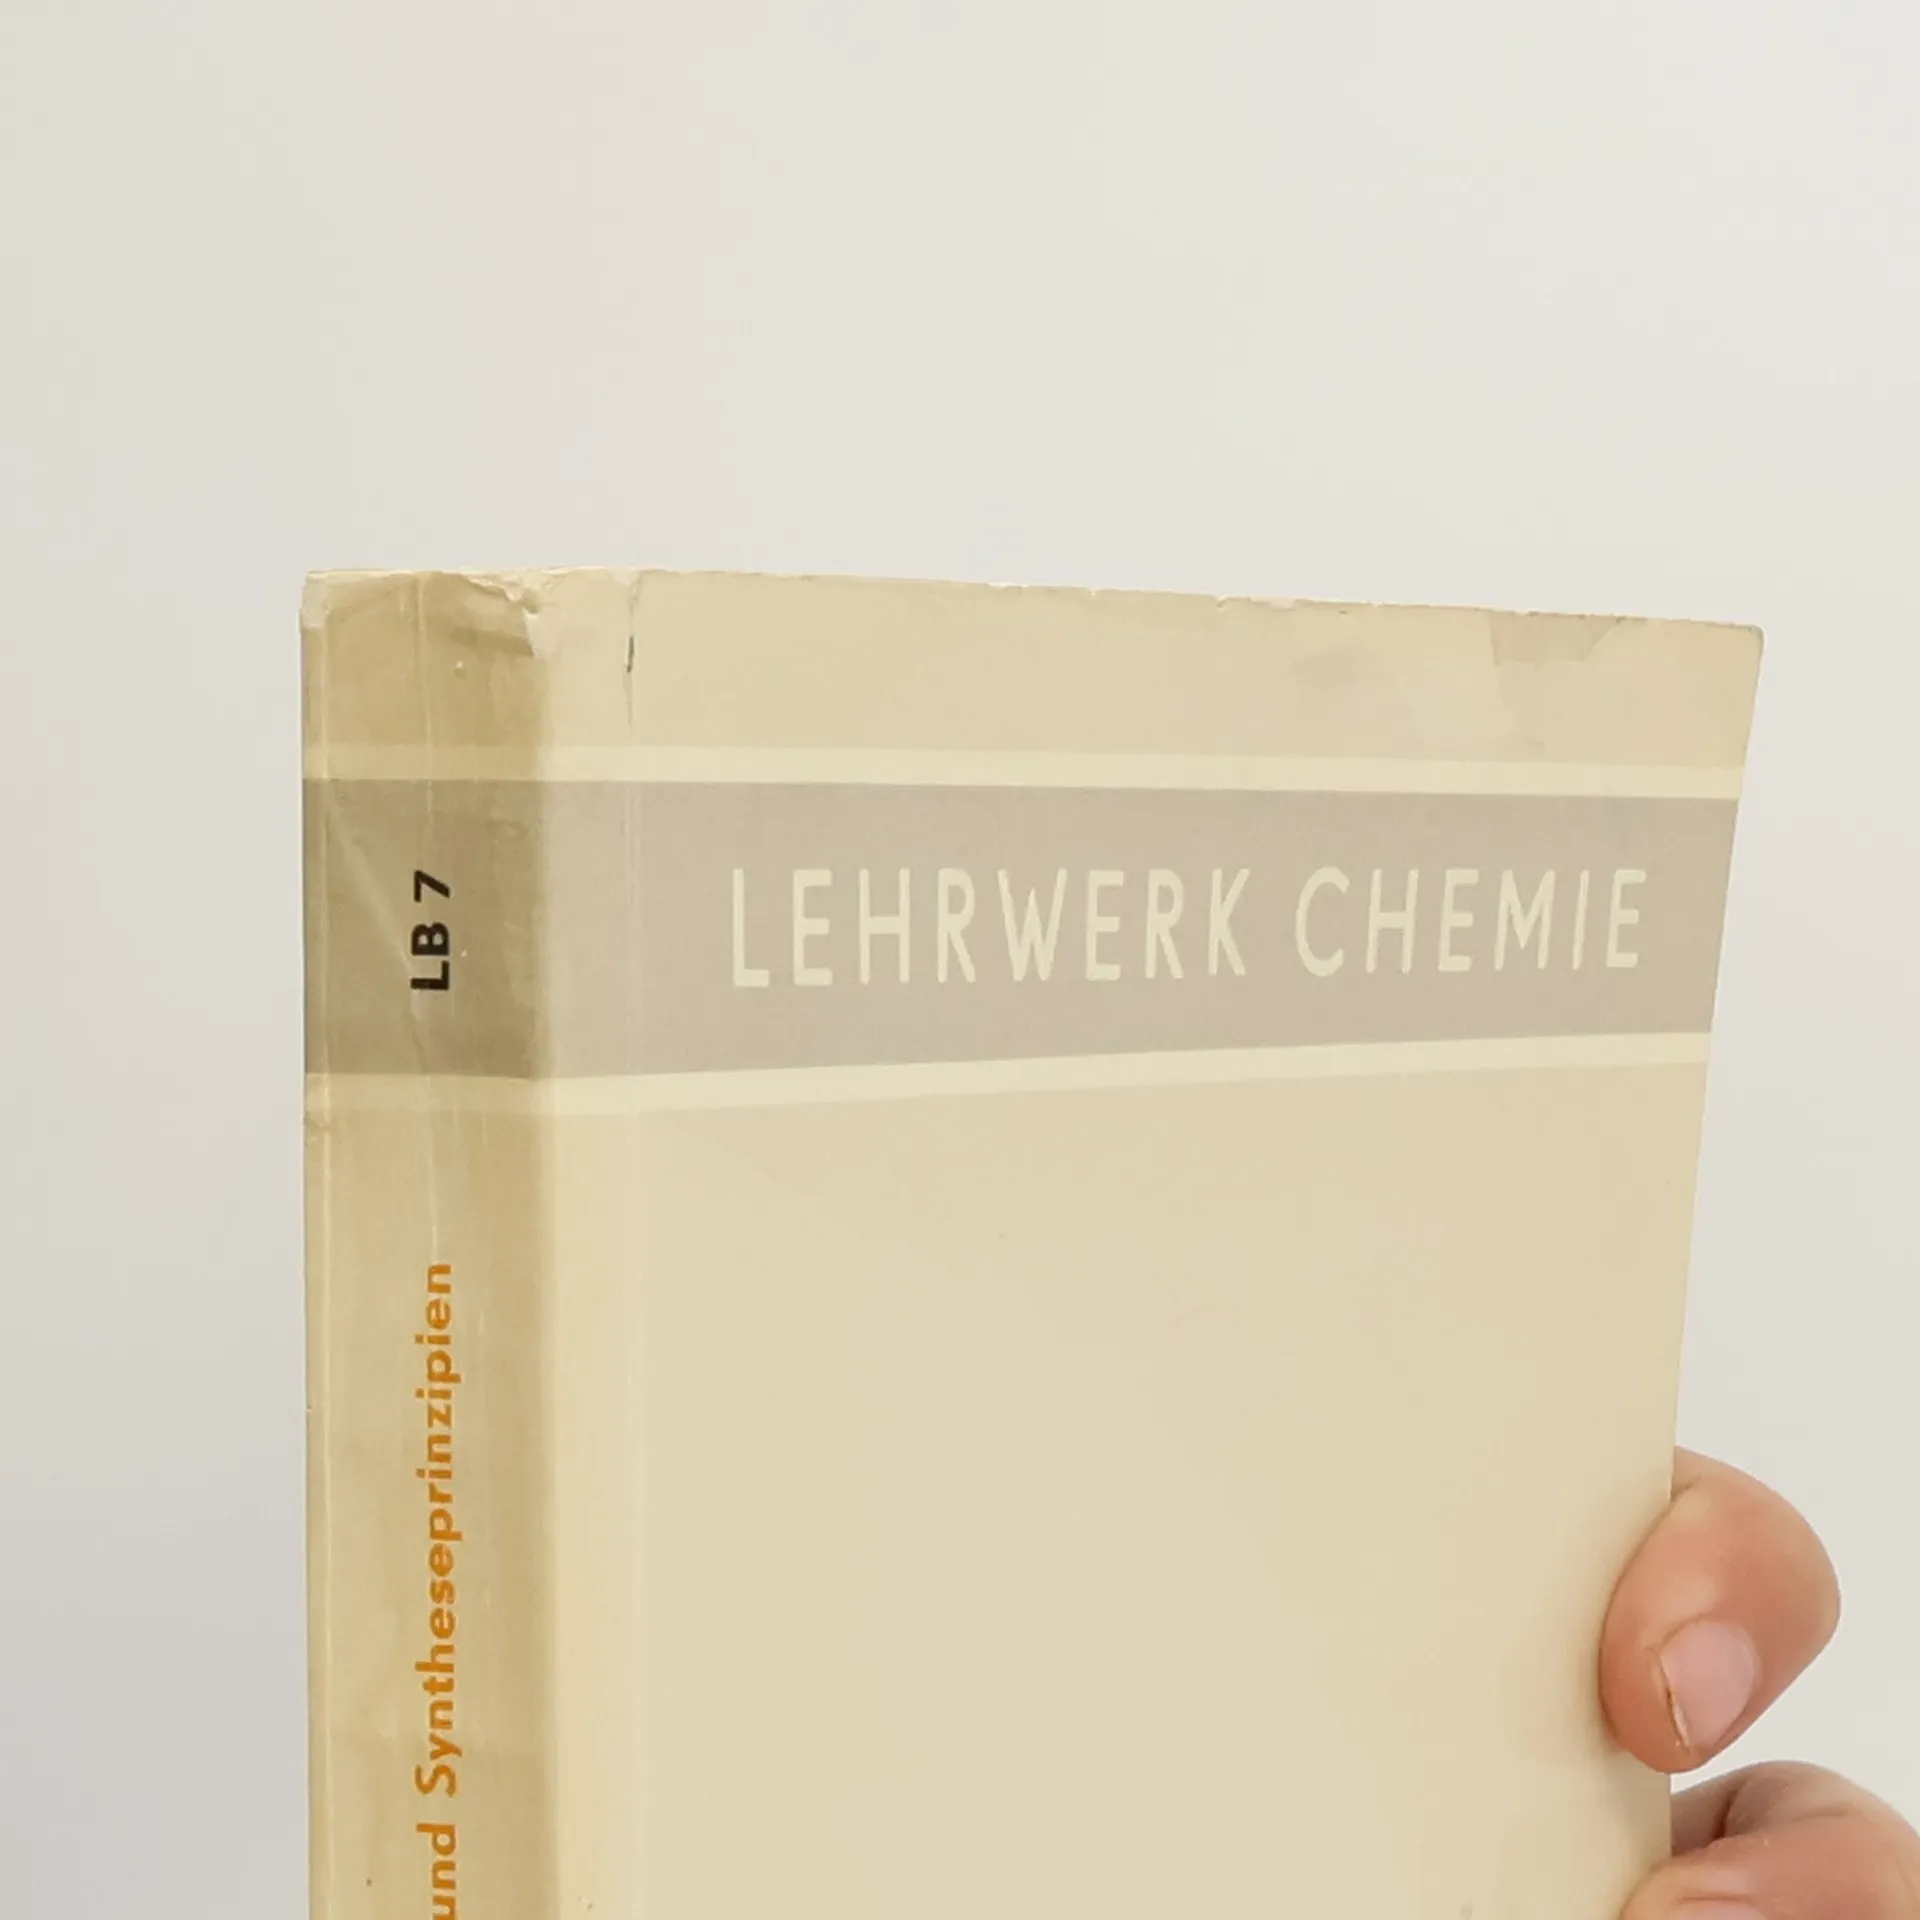 LB 7
und Syntheseprinzipien
LEHRWERK CHEMIE